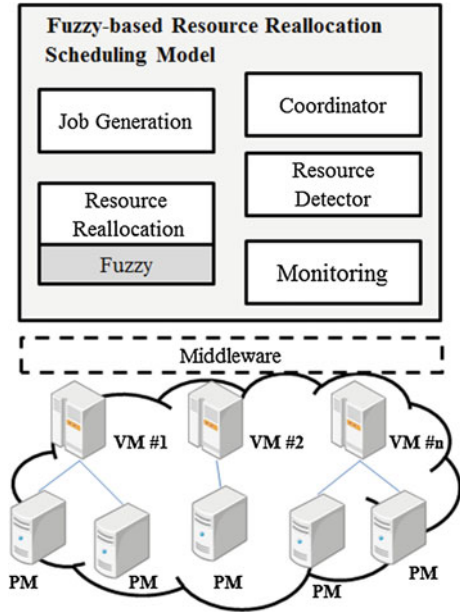 Fuzzy-based Resource Reallocation
Scheduling Model
Job Generation
Coordinator
Resource
Reallocation
Fuzzy
Resource
Detector
Monitoring
Middleware
VM #1
VM #2
VM #n
PM
PM
PM
PM
PM